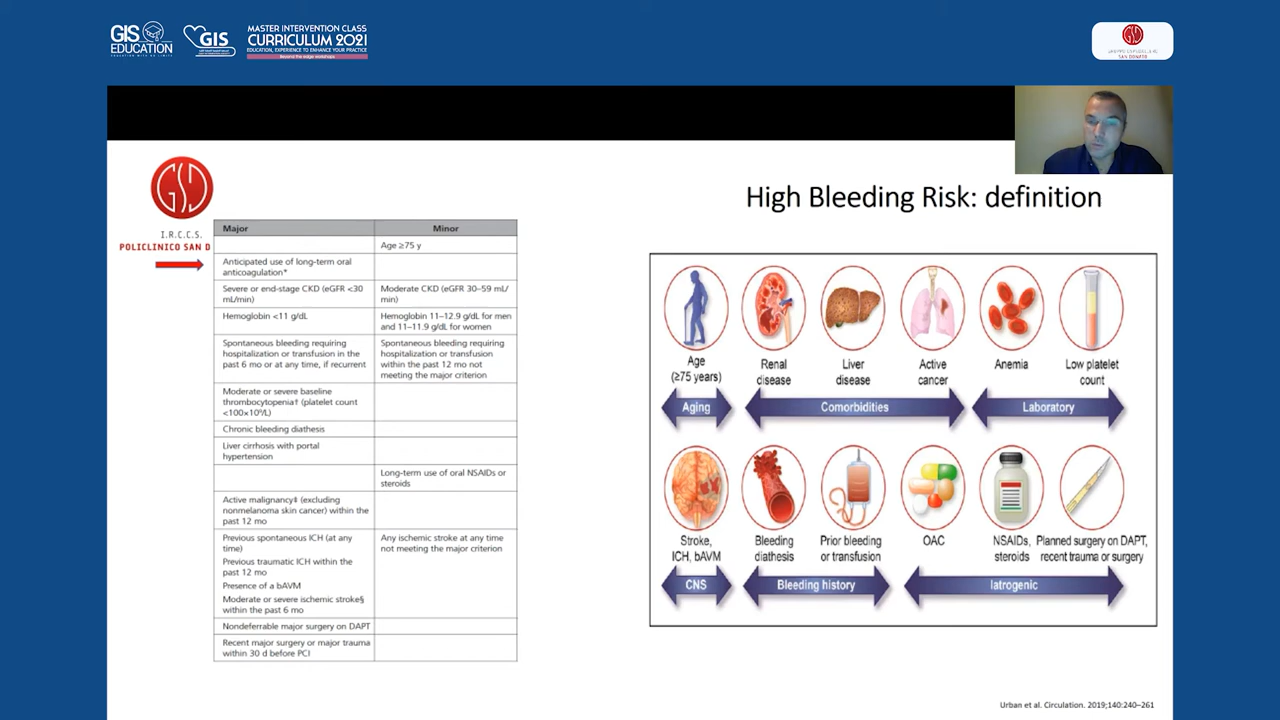 GIS
EDUCATION
GIS
MASTER INTERVENTION CLASS
CURRICULUM 2021
EDUCATION, EXPERIENCE TO ENHANCE YOUR PRACTICE
Beyond the edge workshops
SAN DONATO
GSD
I.R.C.C.S.
POLICLINICO SAN D
High Bleeding Risk: definition
Major Minor
Age ≥75 y
Anticipated use of long-term oral
anticoagulation*
Severe or end-stage CKD (eGFR <30
mL/min)
Moderate CKD (eGFR 30–59 mL/
min)
Hemoglobin <11 g/dL
Hemoglobin 11–12.9 g/dL for men
and 11–11.9 g/dL for women
Spontaneous bleeding requiring
hospitalization or transfusion in the
past 6 mo or at any time, if recurrent
Spontaneous bleeding requiring
hospitalization or transfusion
within the past 12 mo not
meeting the major criterion
Moderate or severe baseline
thrombocytopenia† (platelet count
<100×10⁹/L)
Chronic bleeding diathesis
Liver cirrhosis with portal
hypertension
Long-term use of oral NSAIDs or
steroids
Active malignancy‡ (excluding
nonmelanoma skin cancer) within the
past 12 mo
Previous spontaneous ICH (at any
time)
Previous traumatic ICH within the
past 12 mo
Presence of a bAVM
Moderate or severe ischemic stroke§
within the past 6 mo
Any ischemic stroke at any time
not meeting the major criterion
Nondeferrable major surgery on DAPT
Recent major surgery or major trauma
within 30 d before PCI
Age
(≥75 years)
Renal
disease
Liver
disease
Active
cancer
Anemia
Low platelet
count
Aging
Comorbidities
Laboratory
Stroke,
ICH, bAVM
Bleeding
diathesis
Prior bleeding
or transfusion
OAC
NSAIDs,
steroids
Planned surgery on DAPT,
recent trauma or surgery
CNS
Bleeding history
Iatrogenic
Urban et al. Circulation. 2019;140:240–261